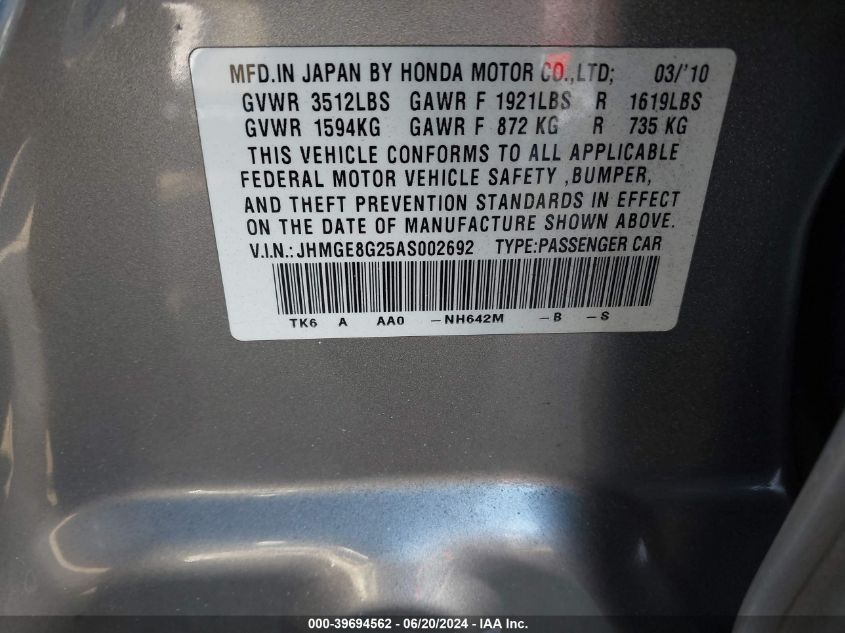 MFD.IN JAPAN BY HONDA MOTOR CO.,LTD; 03/'10
GVWR 3512LBS GAWR F 1921LBS R 1619LBS
GVWR 1594KG GAWR F 872 KG R 735 KG
THIS VEHICLE CONFORMS TO ALL APPLICABLE
FEDERAL MOTOR VEHICLE SAFETY ,BUMPER,
AND THEFT PREVENTION STANDARDS IN EFFECT
ON THE DATE OF MANUFACTURE SHOWN ABOVE.
V.I.N.:JHMGE8G25AS002692 TYPE:PASSENGER CAR
TK6 A AA0 -NH642M -B -S
000-39694562 - 06/20/2024 - IAA Inc.